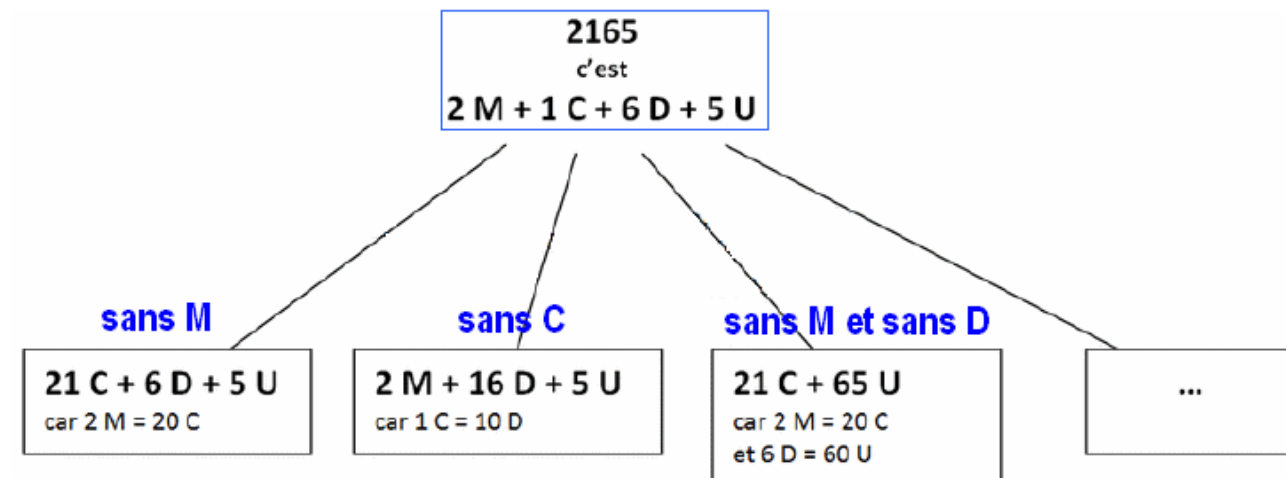 2165
c'est
2 M + 1 C + 6 D + 5 U
sans M
21 C + 6 D + 5 U
car 2 M = 20 C
sans C
2 M + 16 D + 5 U
car 1 C = 10 D
sans M et sans D
21 C + 65 U
car 2 M = 20 C
et 6 D = 60 U
...